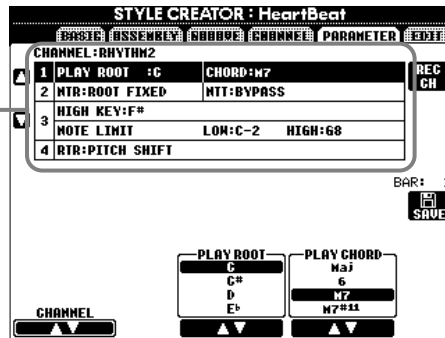 STYLE CREATOR : HeartBeat
BASIC ASSEMBLY GROOVE CHANNEL PARAMETER EDIT
CHANNEL:RHYTHM2
1 PLAY ROOT :C CHORD:M7
2 NTR:ROOT FIXED NTT:BYPASS
3 HIGH KEY:F#
NOTE LIMIT LOW:C-2 HIGH:G8
4 RTR:PITCH SHIFT
REC
CH
BAR:
SAVE
PLAY ROOT
C
C#
D
E♭
PLAY CHORD
Maj
6
M7
M7#11
CHANNEL